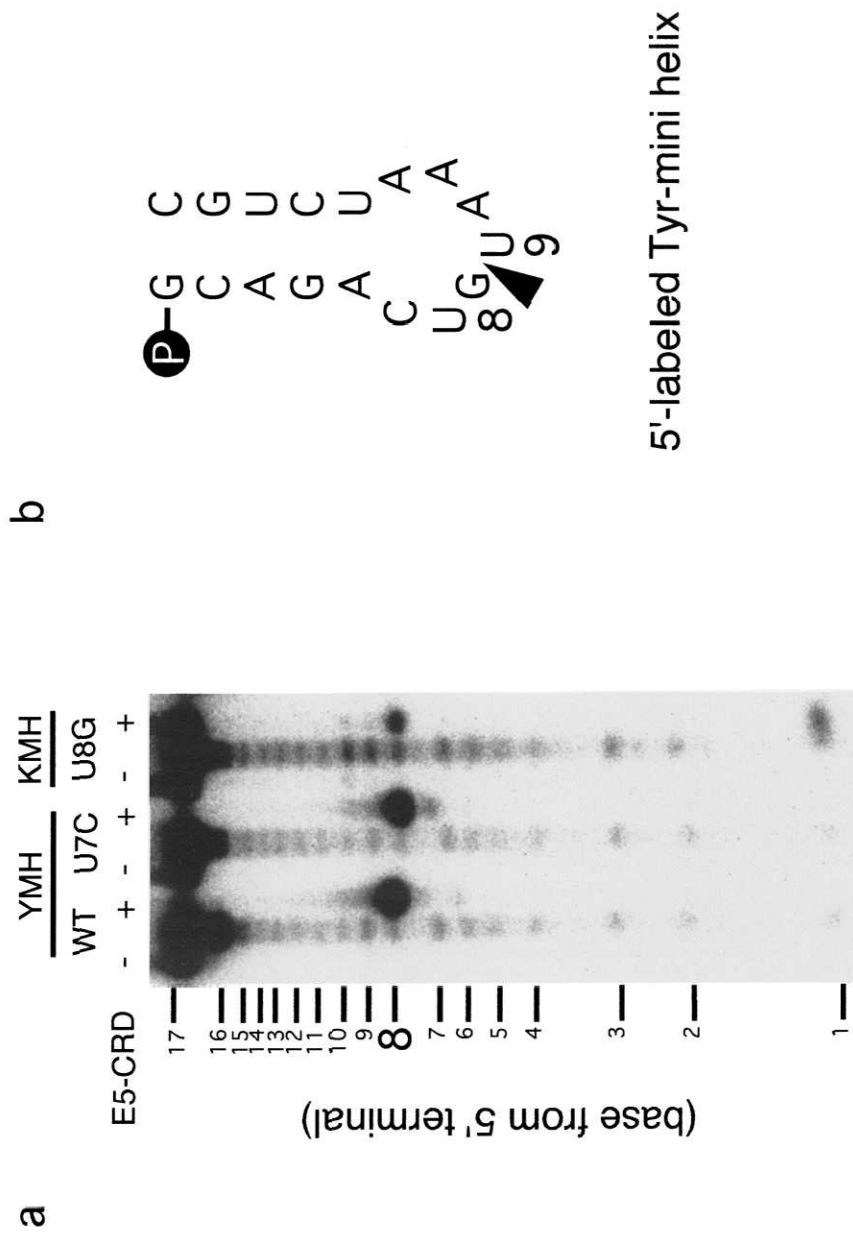 a
YMH KMH
WT U7C U8G
E5-CRD - + - + - +
17
16
15
14
13
12
11
10
9
8
7
6
5
4
3
2
1
(base from 5' terminal)
b
P G C
C G
A U
G C
A U
C A
U A
G A
U
8 9
5'-labeled Tyr-mini helix